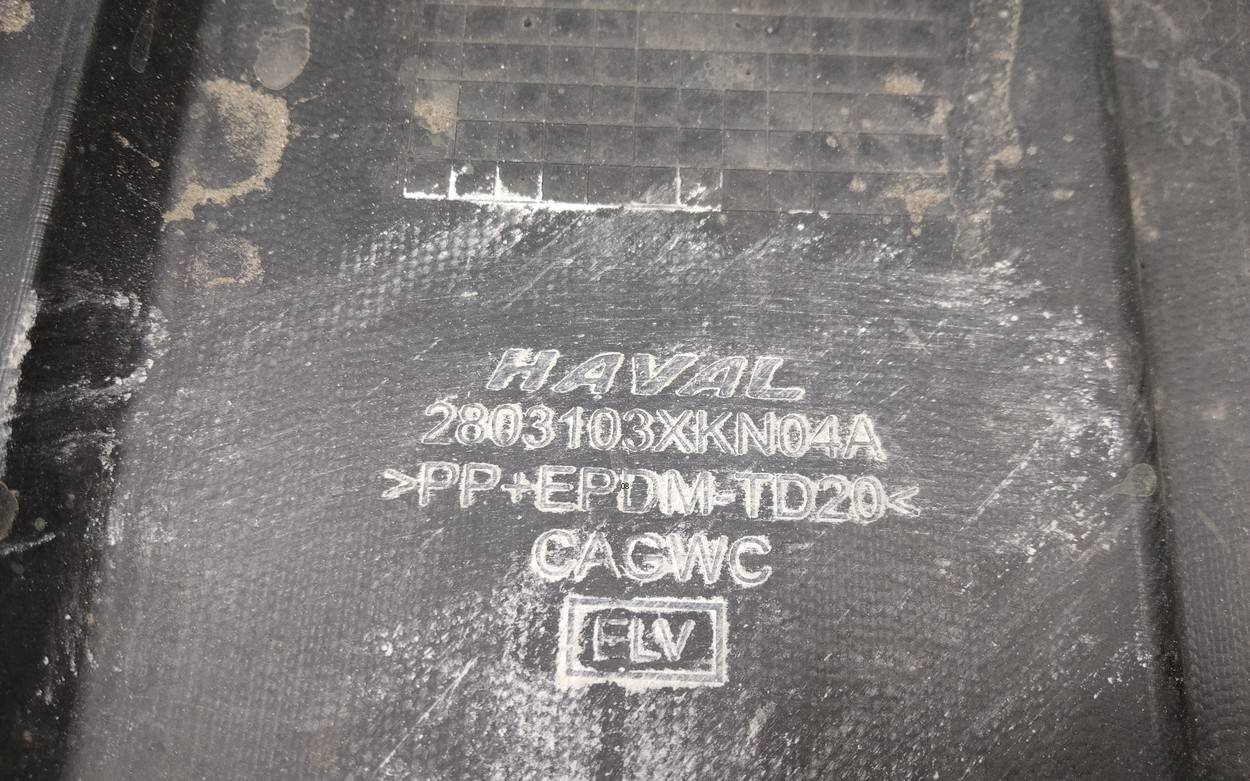 HAVAL
2803103XKN04A
>PP+EPDM-TD20<
CAGWC
ELV